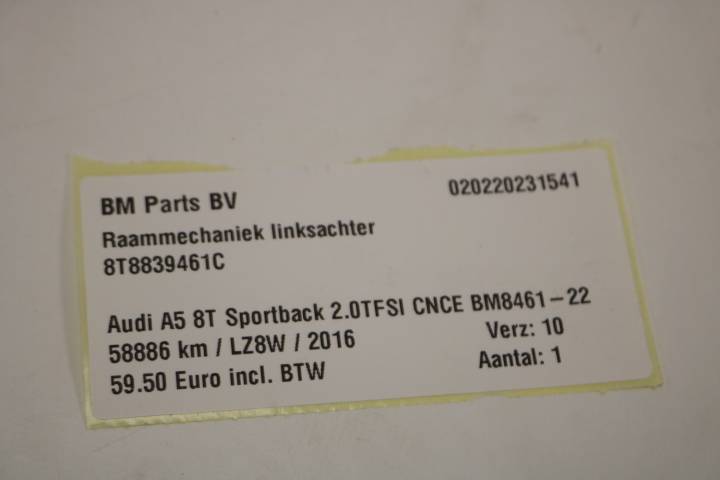 BM Parts BV 020220231541
Raammechaniek linksachter
8T8839461C
Audi A5 8T Sportback 2.0TFSI CNCE BM8461-22
58886 km / LZ8W / 2016 Verz: 10
59.50 Euro incl. BTW Aantal: 1